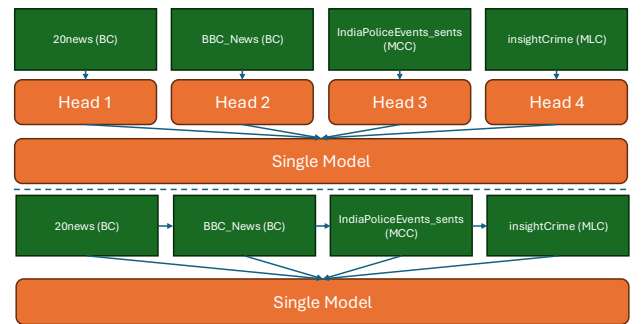 20news (BC)
BBC_News (BC)
IndiaPoliceEvents_sents
(MCC)
insightCrime (MLC)
Head 1
Head 2
Head 3
Head 4
Single Model
20news (BC)
BBC_News (BC)
IndiaPoliceEvents_sents
(MCC)
insightCrime (MLC)
Single Model